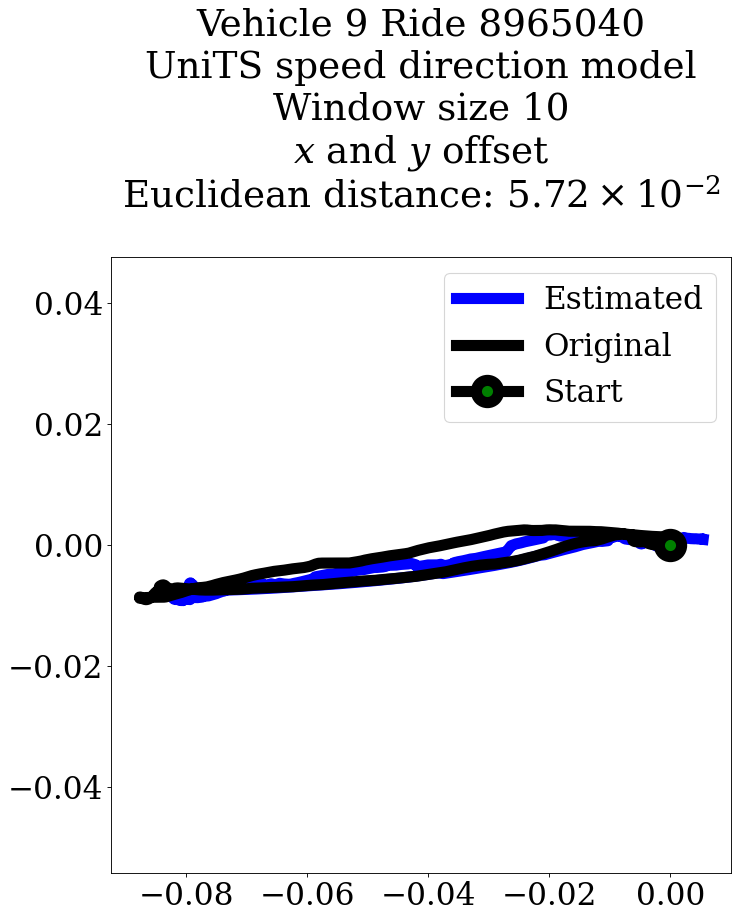 Vehicle 9 Ride 8965040
UniTS speed direction model
Window size 10
x and y offset
Euclidean distance: 5.72 × 10⁻²
Estimated
Original
Start
0.04
0.02
0.00
−0.02
−0.04
−0.08 −0.06 −0.04 −0.02 0.00